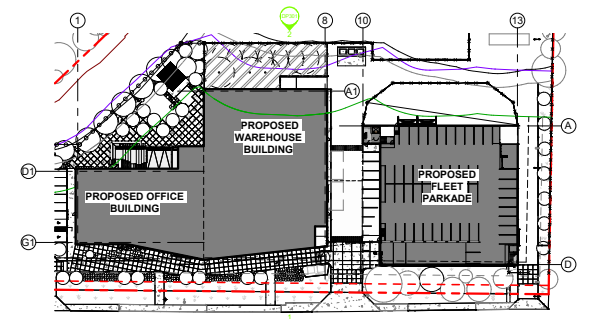 1
8
10
13
A1
A
PROPOSED
WAREHOUSE
BUILDING
D1
PROPOSED
FLEET
PARKADE
PROPOSED OFFICE
BUILDING
G1
D